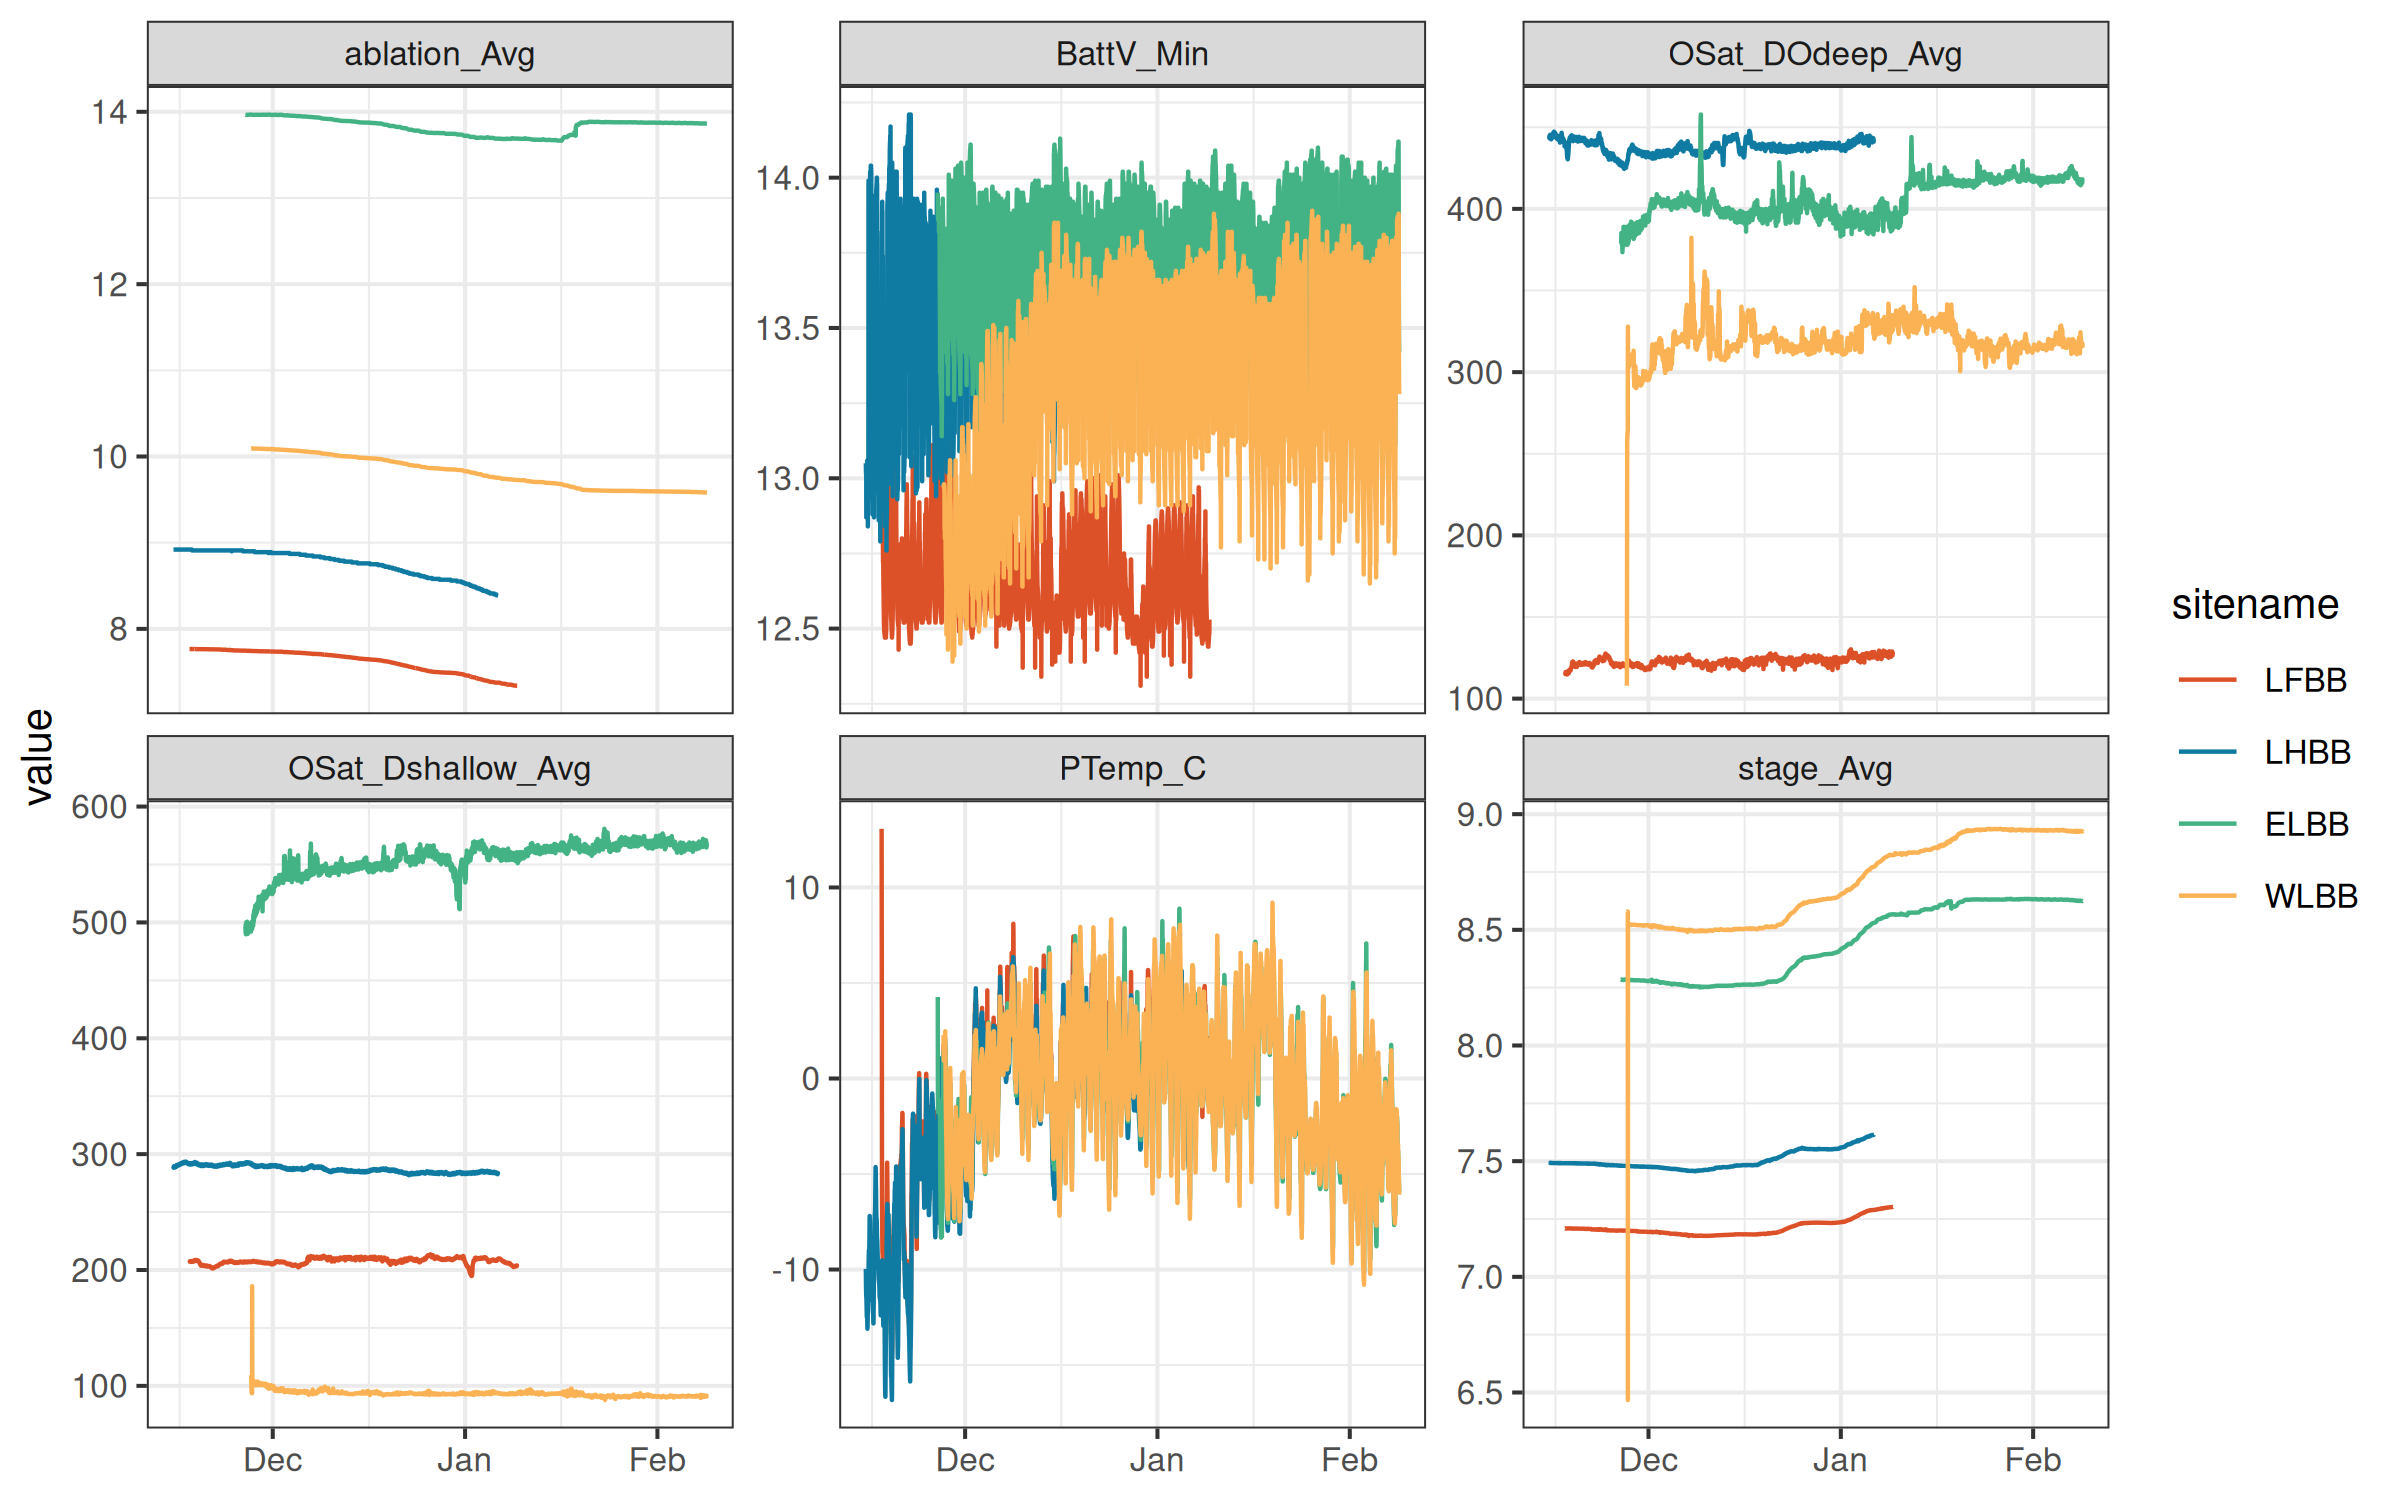 ablation_Avg
BattV_Min
OSat_DOdeep_Avg
14
12
10
8
14.0
13.5
13.0
12.5
400
300
200
100
value
OSat_Dshallow_Avg
PTemp_C
stage_Avg
600
500
400
300
200
100
10
0
-10
9.0
8.5
8.0
7.5
7.0
6.5
Dec
Jan
Feb
Dec
Jan
Feb
Dec
Jan
Feb
sitename
LFBB
LHBB
ELBB
WLBB